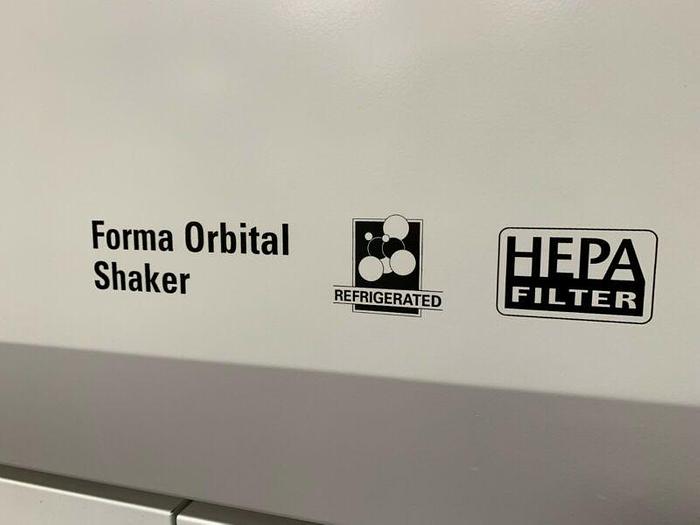 Forma Orbital
Shaker
REFRIGERATED
HEPA
FILTER